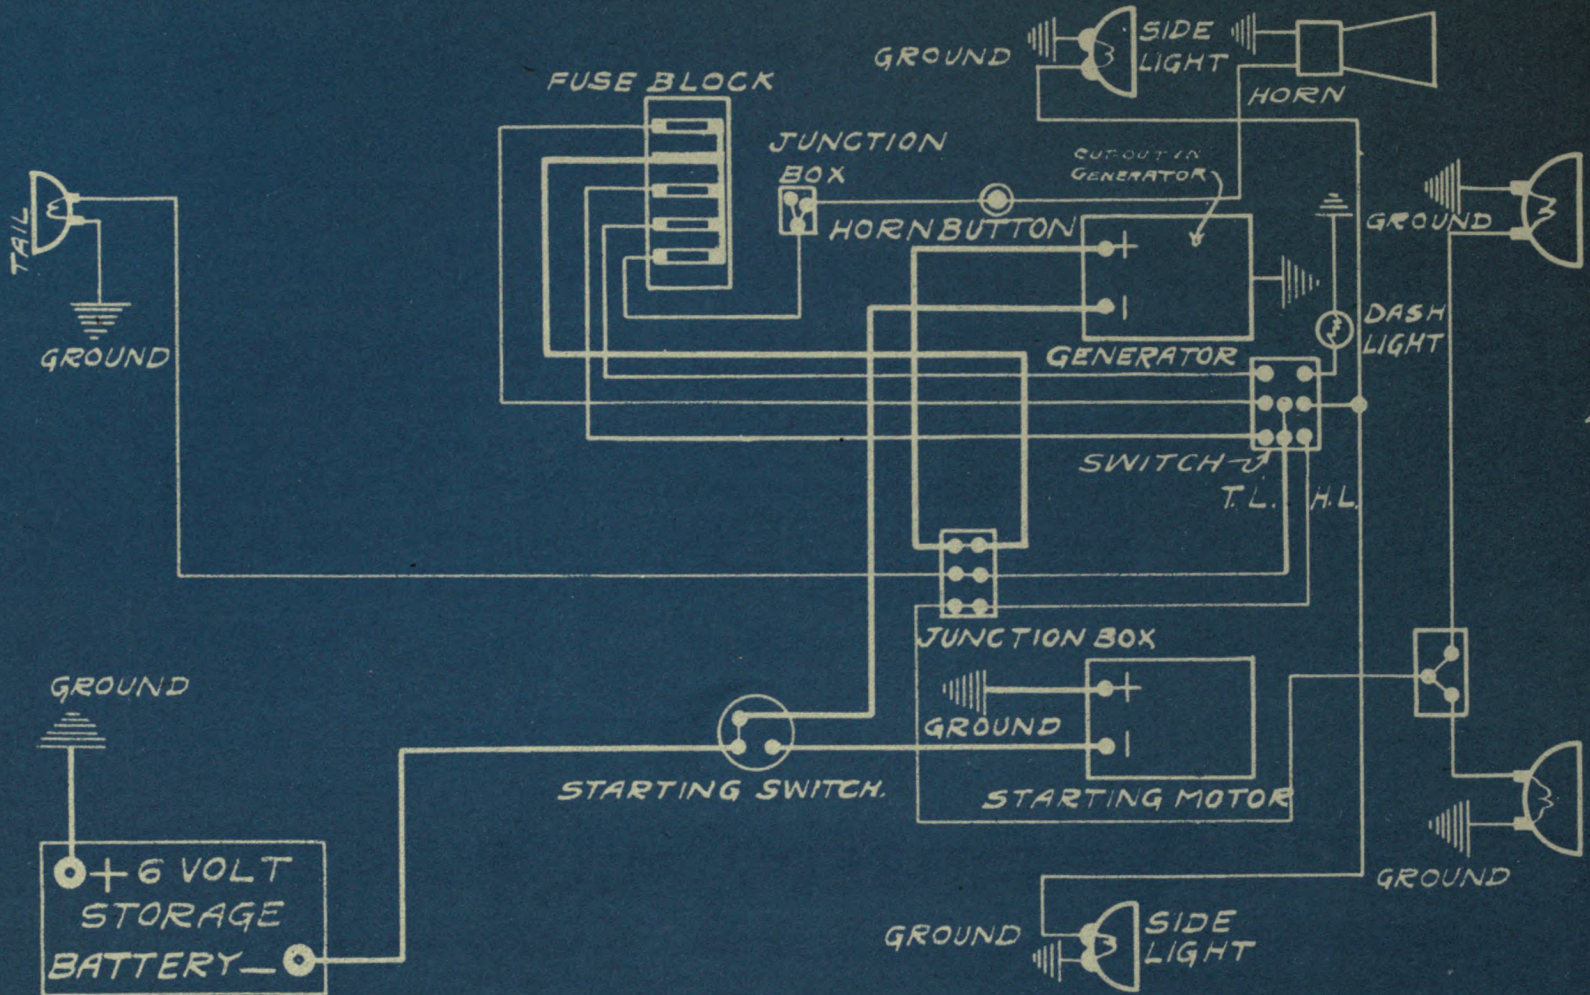 GROUND
SIDE
LIGHT
HORN
FUSE BLOCK
JUNCTION
BOX
CUT-OUT IN
GENERATOR
HORN BUTTON
GROUND
TAIL
GROUND
+
-
GENERATOR
DASH
LIGHT
SWITCH
T.L. H.L.
JUNCTION BOX
GROUND
+
-
GROUND
STARTING SWITCH.
STARTING MOTOR
+ 6 VOLT
STORAGE
BATTERY -
GROUND
GROUND
SIDE
LIGHT